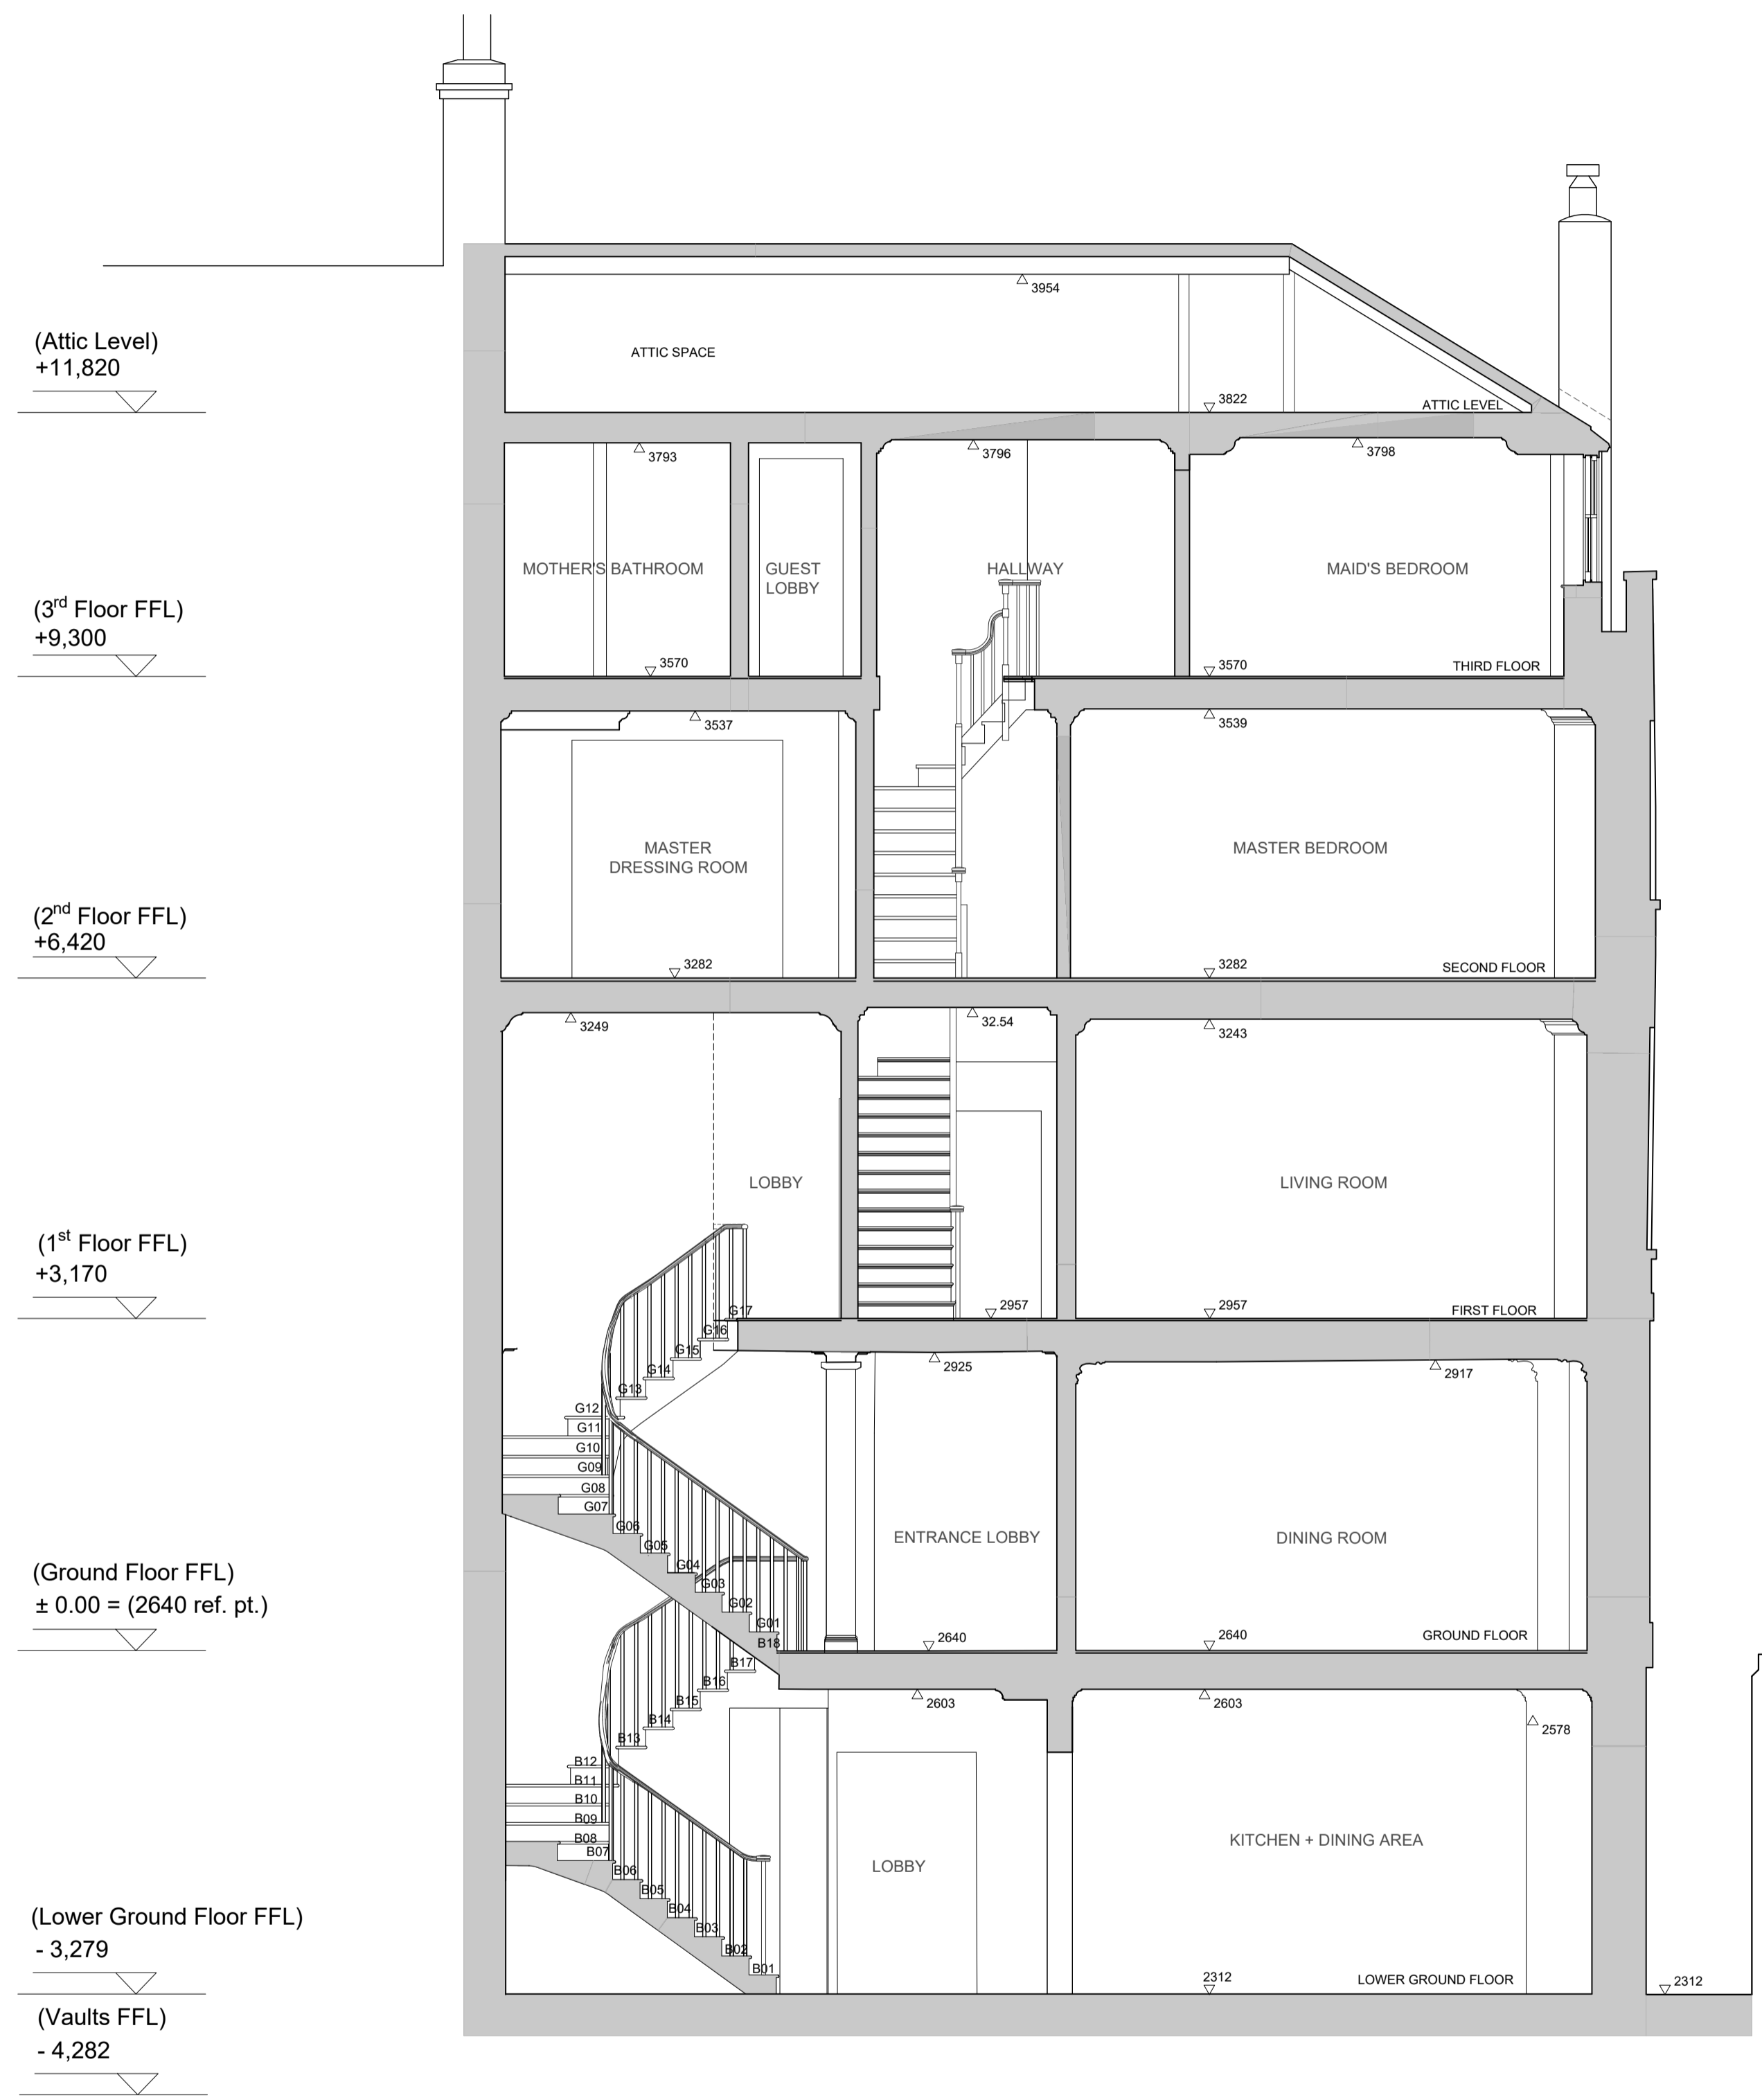 3954
(Attic Level)
+11,820
ATTIC SPACE
3822
ATTIC LEVEL
3793
3796
3798
MOTHER'S BATHROOM
GUEST
LOBBY
HALLWAY
MAID'S BEDROOM
(3rd Floor FFL)
+9,300
3570
3570
THIRD FLOOR
3537
3539
MASTER
DRESSING ROOM
MASTER BEDROOM
(2nd Floor FFL)
+6,420
3282
3282
SECOND FLOOR
3249
32.54
3243
LOBBY
LIVING ROOM
(1st Floor FFL)
+3,170
2957
2957
FIRST FLOOR
G17
G16
G15
G14
G13
G12
G11
G10
G09
G08
G07
G06
G05
G04
G03
G02
G01
2925
2917
ENTRANCE LOBBY
DINING ROOM
(Ground Floor FFL)
± 0.00 = (2640 ref. pt.)
2640
2640
GROUND FLOOR
B18
B17
B16
B15
B14
B13
B12
B11
B10
B09
B08
B07
B06
B05
B04
B03
B02
B01
2603
2603
2578
KITCHEN + DINING AREA
LOBBY
(Lower Ground Floor FFL)
- 3,279
2312
LOWER GROUND FLOOR
2312
(Vaults FFL)
- 4,282